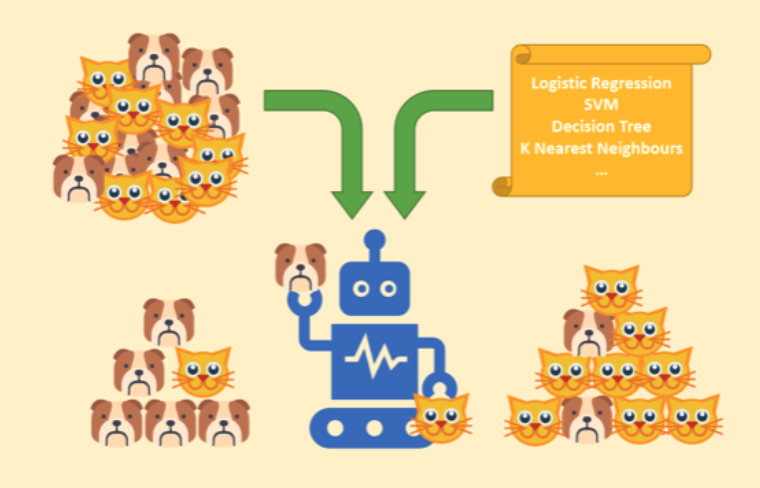 Logistic Regression
SVM
Decision Tree
K Nearest Neighbours
...